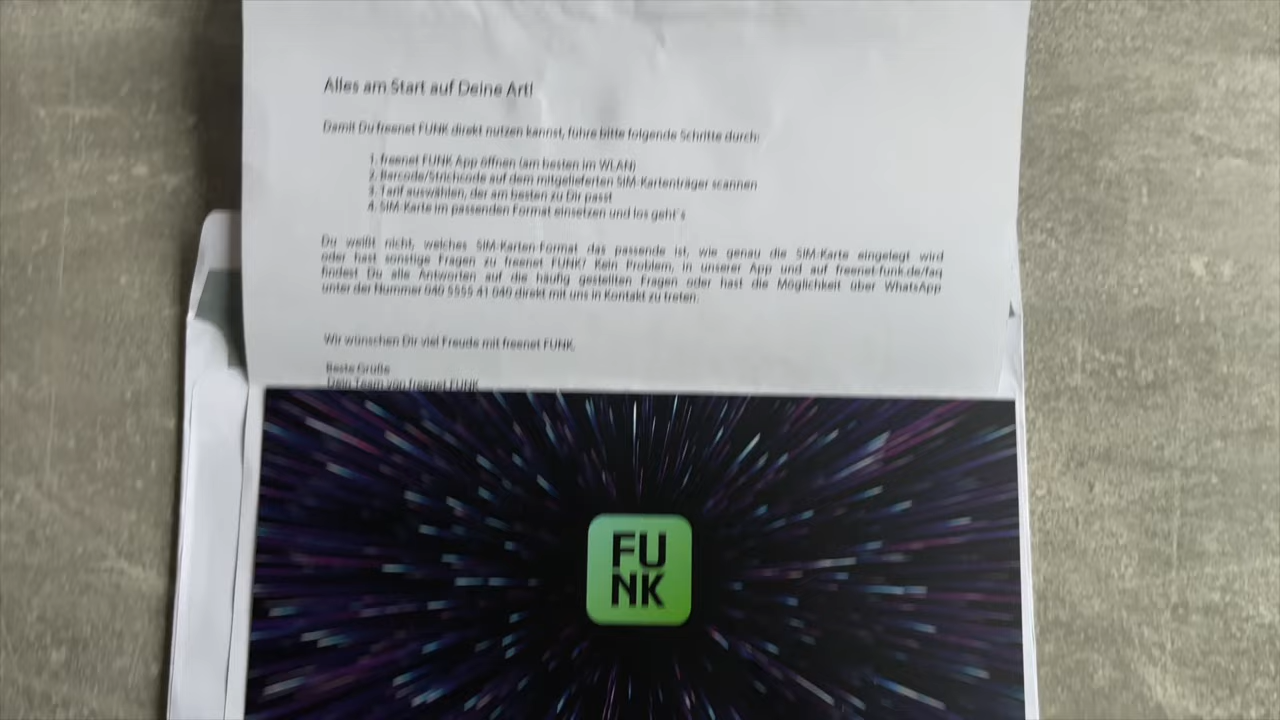 Alles am Start auf Deine Art!
Damit Du freenet FUNK direkt nutzen kannst, führe bitte folgende Schritte durch:
1. freenet FUNK App öffnen (am besten im WLAN)
2. Barcode/Strichcode auf dem mitgelieferten SIM-Kartenträger scannen
3. Tarif auswählen, der am besten zu Dir passt
4. SIM-Karte im passenden Format einsetzen und los geht´s
Du weißt nicht, welches SIM-Karten-Format das passende ist, wie genau die SIM-Karte eingelegt wird
oder hast sonstige Fragen zu freenet FUNK? Kein Problem, in unserer App und auf freenet-funk.de/faq
findest Du alle Antworten auf die häufig gestellten Fragen oder hast die Möglichkeit über WhatsApp
unter der Nummer 040 5555 41 040 direkt mit uns in Kontakt zu treten.
Wir wünschen Dir viel Freude mit freenet FUNK.
Beste Grüße
Dein Team von freenet FUNK
FU
NK